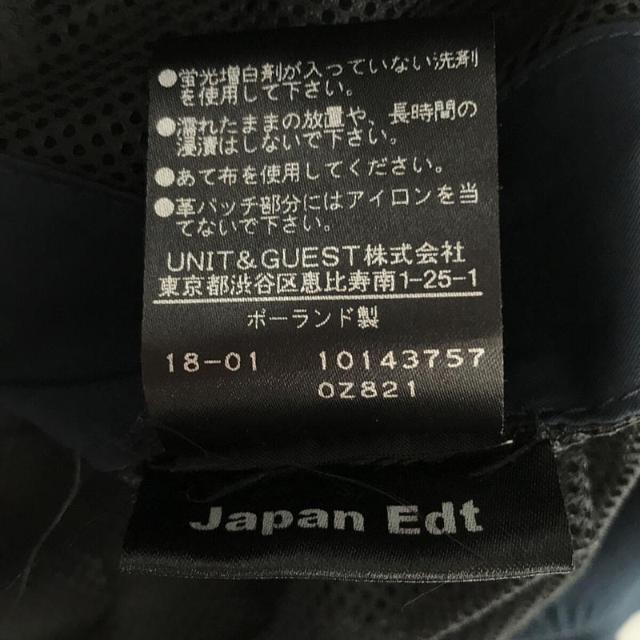 ●蛍光増白剤が入っていない洗剤
を使用して下さい。
●濡れたままの放置や、長時間の
浸漬はしないで下さい。
●あて布を使用してください。
●革パッチ部分にはアイロンを当
てないで下さい。
UNIT&GUEST株式会社
東京都渋谷区恵比寿南1-25-1
ポーランド製
18-01 10143757
0Z821
Japan Edt